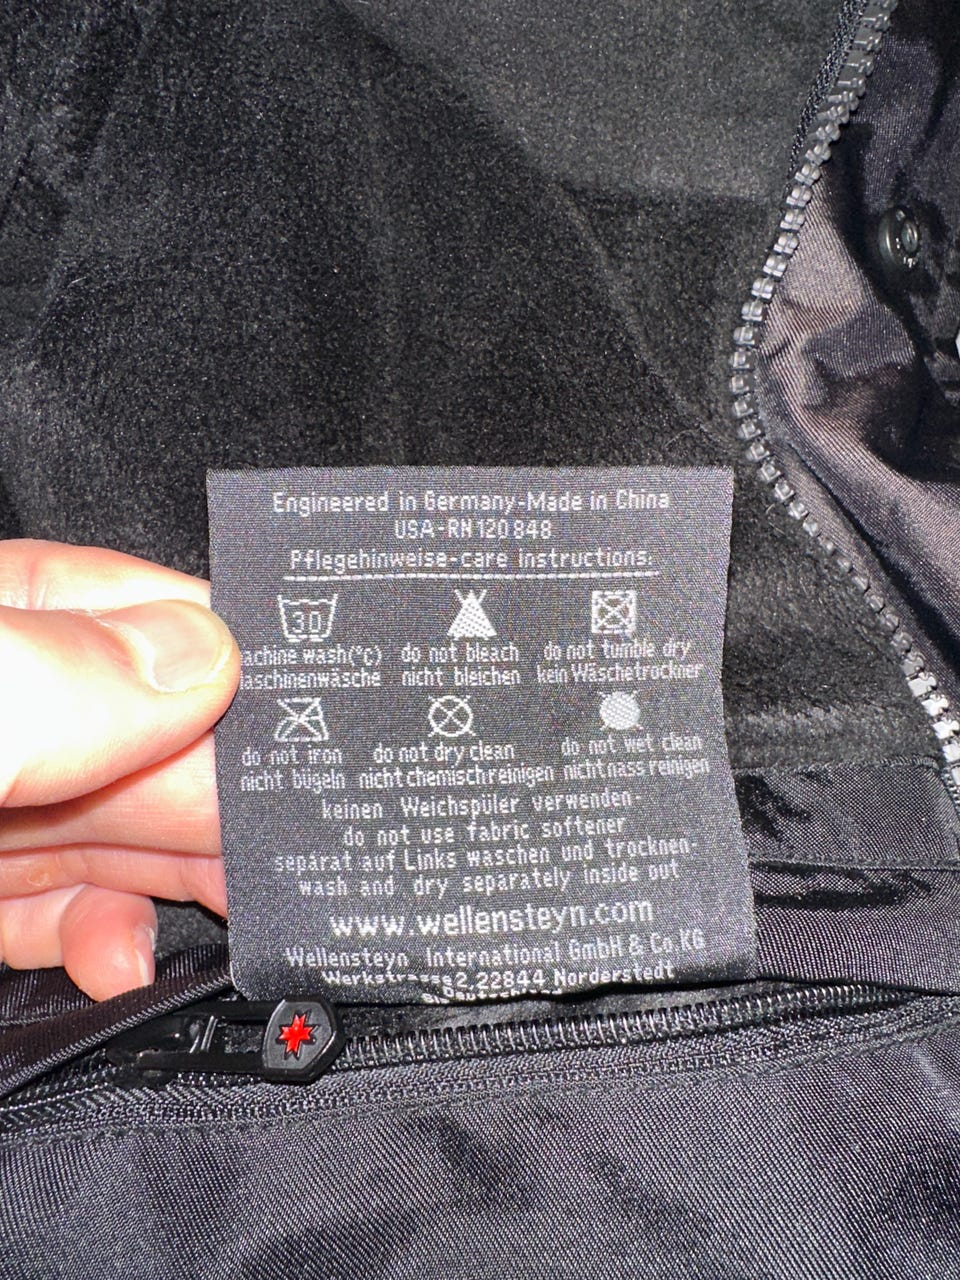 Engineered in Germany-Made in China
USA-RN 120 848
Pflegehinweise-care instructions:
30
achine wash(°c) do not bleach do not tumble dry
aschinenwäsche nicht bleichen kein Wäschetrockner
do not iron do not dry clean do not wet clean
nicht bügeln nicht chemisch reinigen nicht nass reinigen
keinen Weichspüler verwenden-
do not use fabric softener
separat auf Links waschen und trocknen-
wash and dry separately inside out
www.wellensteyn.com
Wellensteyn International GmbH & Co.KG
22844 Norderstedt